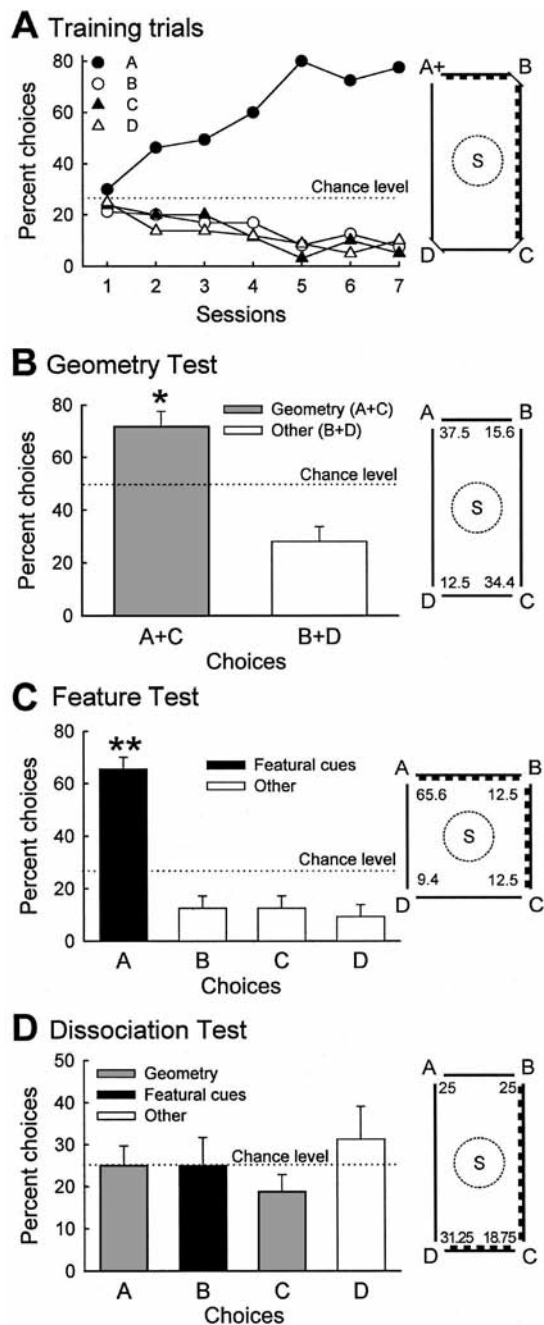 A Training trials
Percent choices
80
60
40
20
0
A
B
C
D
Chance level
1 2 3 4 5 6 7
Sessions
A+ B
S
D C
B Geometry Test
Percent choices
80
60
40
20
0
*
Geometry (A+C)
Other (B+D)
Chance level
A+C B+D
Choices
A B
37.5 15.6
S
12.5 34.4
D C
C Feature Test
Percent choices
80
60
40
20
0
**
Featural cues
Other
Chance level
A B C D
Choices
A B
65.6 12.5
S
9.4 12.5
D C
D Dissociation Test
Percent choices
50
40
30
20
10
0
Geometry
Featural cues
Other
Chance level
A B C D
Choices
A B
25 25
S
31.25 18.75
D C